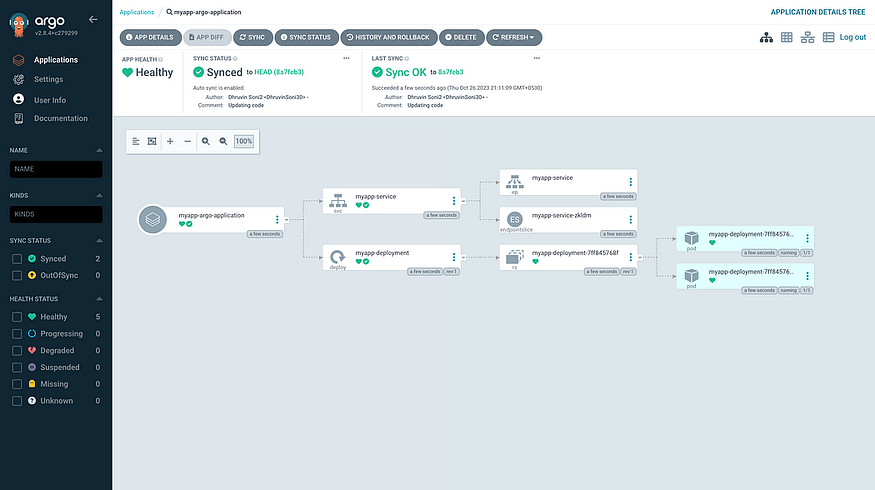 argo
v2.8.4+c279299
Applications
Settings
User Info
Documentation
NAME
NAME
KINDS
KINDS
SYNC STATUS
Synced 2
OutOfSync 0
HEALTH STATUS
Healthy 5
Progressing 0
Degraded 0
Suspended 0
Missing 0
Unknown 0
Applications / myapp-argo-application
APPLICATION DETAILS TREE
APP DETAILS APP DIFF SYNC SYNC STATUS HISTORY AND ROLLBACK DELETE REFRESH
Log out
APP HEALTH
Healthy
SYNC STATUS
Synced to HEAD (8a7feb3)
Auto sync is enabled.
Author: Dhruvin Soni2 <DhruvinSoni30> -
Comment: Updating code
LAST SYNC
Sync OK to 8a7feb3
Succeeded a few seconds ago (Thu Oct 26 2023 21:11:09 GMT+0530)
Author: Dhruvin Soni2 <DhruvinSoni30> -
Comment: Updating code
100%
myapp-argo-application
a few seconds
svc
myapp-service
a few seconds
deploy
myapp-deployment
a few seconds rev:1
ep
myapp-service
a few seconds
ES
endpointslice
myapp-service-zkldm
a few seconds
rs
myapp-deployment-7ff845768f
a few seconds rev:1
pod
myapp-deployment-7ff84576...
a few seconds running 1/1
pod
myapp-deployment-7ff84576...
a few seconds running 1/1